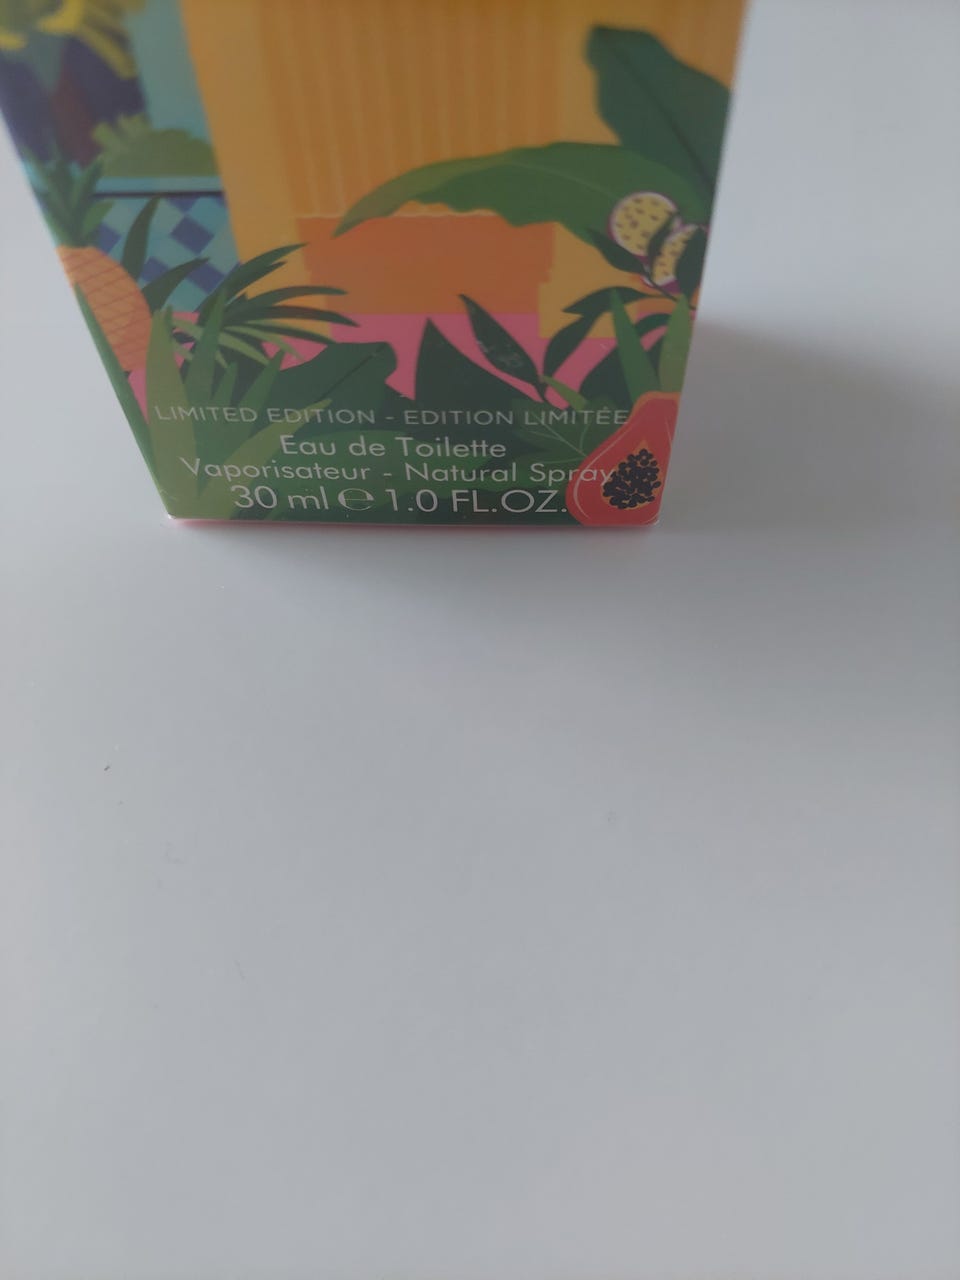 LIMITED EDITION - EDITION LIMITÉE
Eau de Toilette
Vaporisateur - Natural Spray
30 ml ℮ 1.0 FL.OZ.